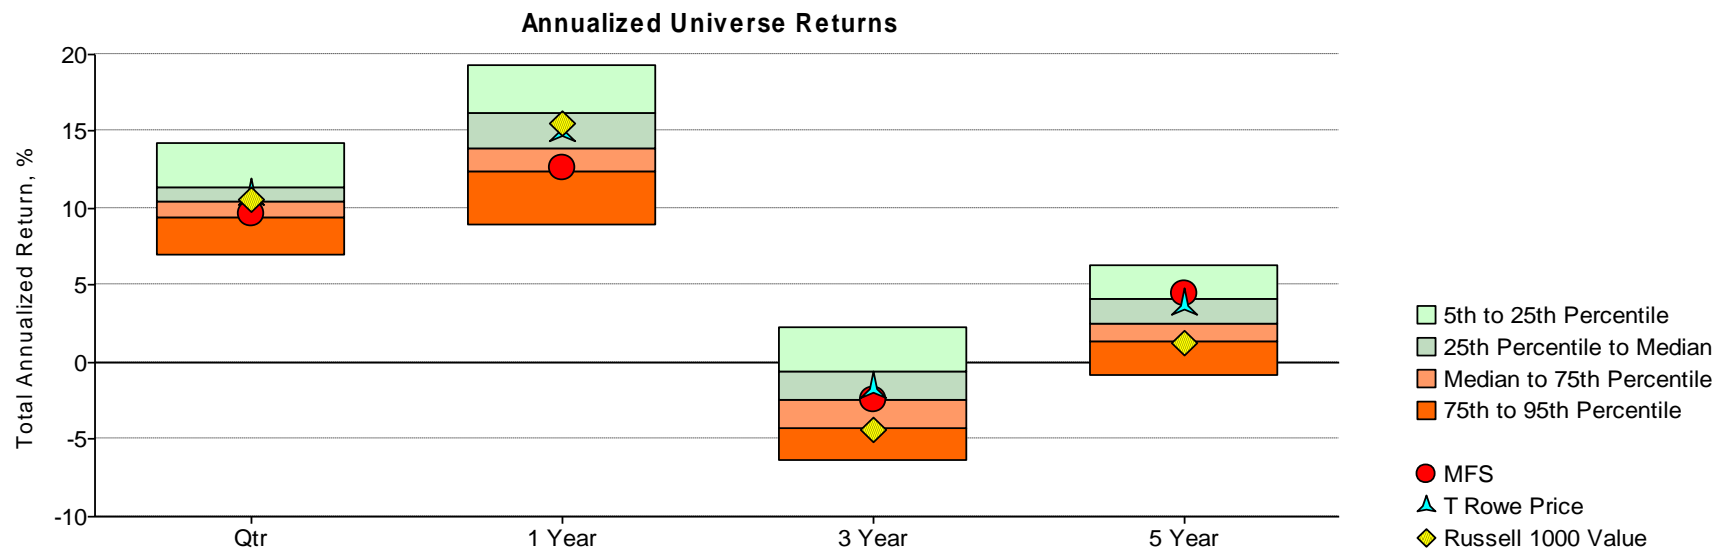 Annualized Universe Returns
Total Annualized Return, %
20
15
10
5
0
-5
-10
Qtr
1 Year
3 Year
5 Year
5th to 25th Percentile
25th Percentile to Median
Median to 75th Percentile
75th to 95th Percentile
MFS
T Rowe Price
Russell 1000 Value